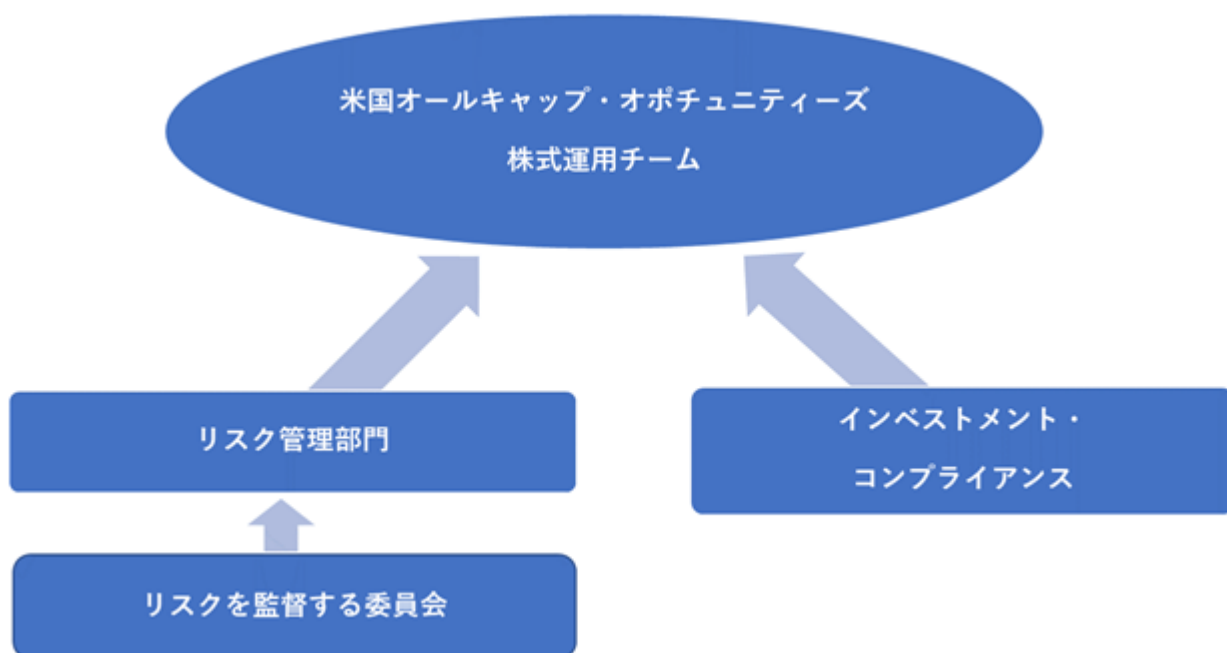 米国オールキャップ・オポチュニティーズ
株式運用チーム
リスク管理部門
インベストメント・
コンプライアンス
リスクを監督する委員会